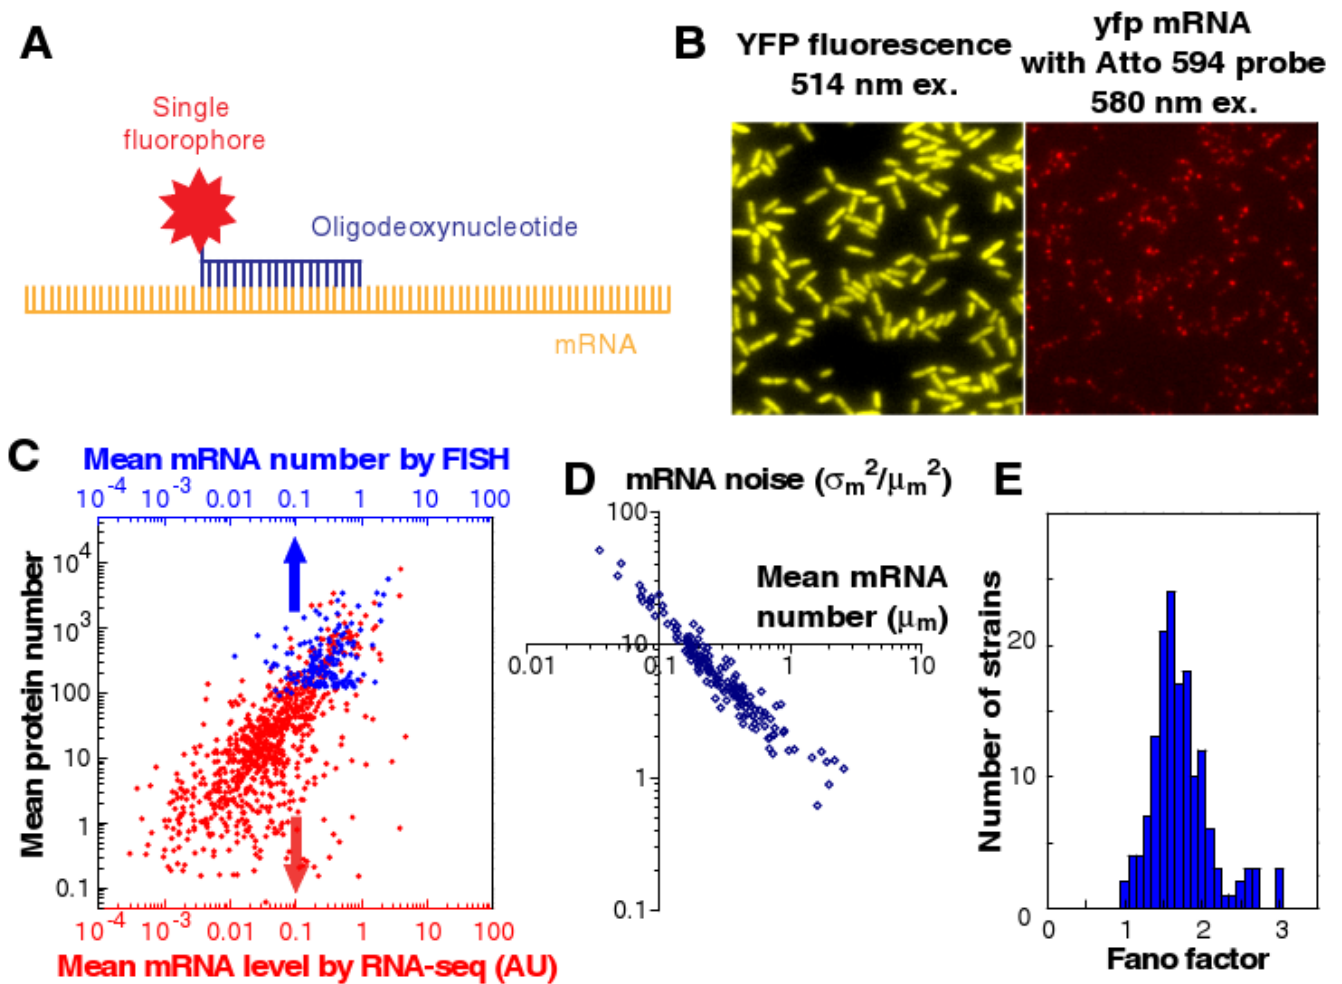 A
Single
fluorophore
Oligodeoxynucleotide
mRNA
B
YFP fluorescence
514 nm ex.
yfp mRNA
with Atto 594 probe
580 nm ex.
C
Mean mRNA number by FISH
10^-4 10^-3 0.01 0.1 1 10 100
Mean protein number
10^4
10^3
100
10
1
0.1
10^-4 10^-3 0.01 0.1 1 10 100
Mean mRNA level by RNA-seq (AU)
D
mRNA noise (σm²/μm²)
100
Mean mRNA
number (μm)
10
0.01 0.1 1 10
1
0.1
E
Number of strains
20
10
0
0 1 2 3
Fano factor